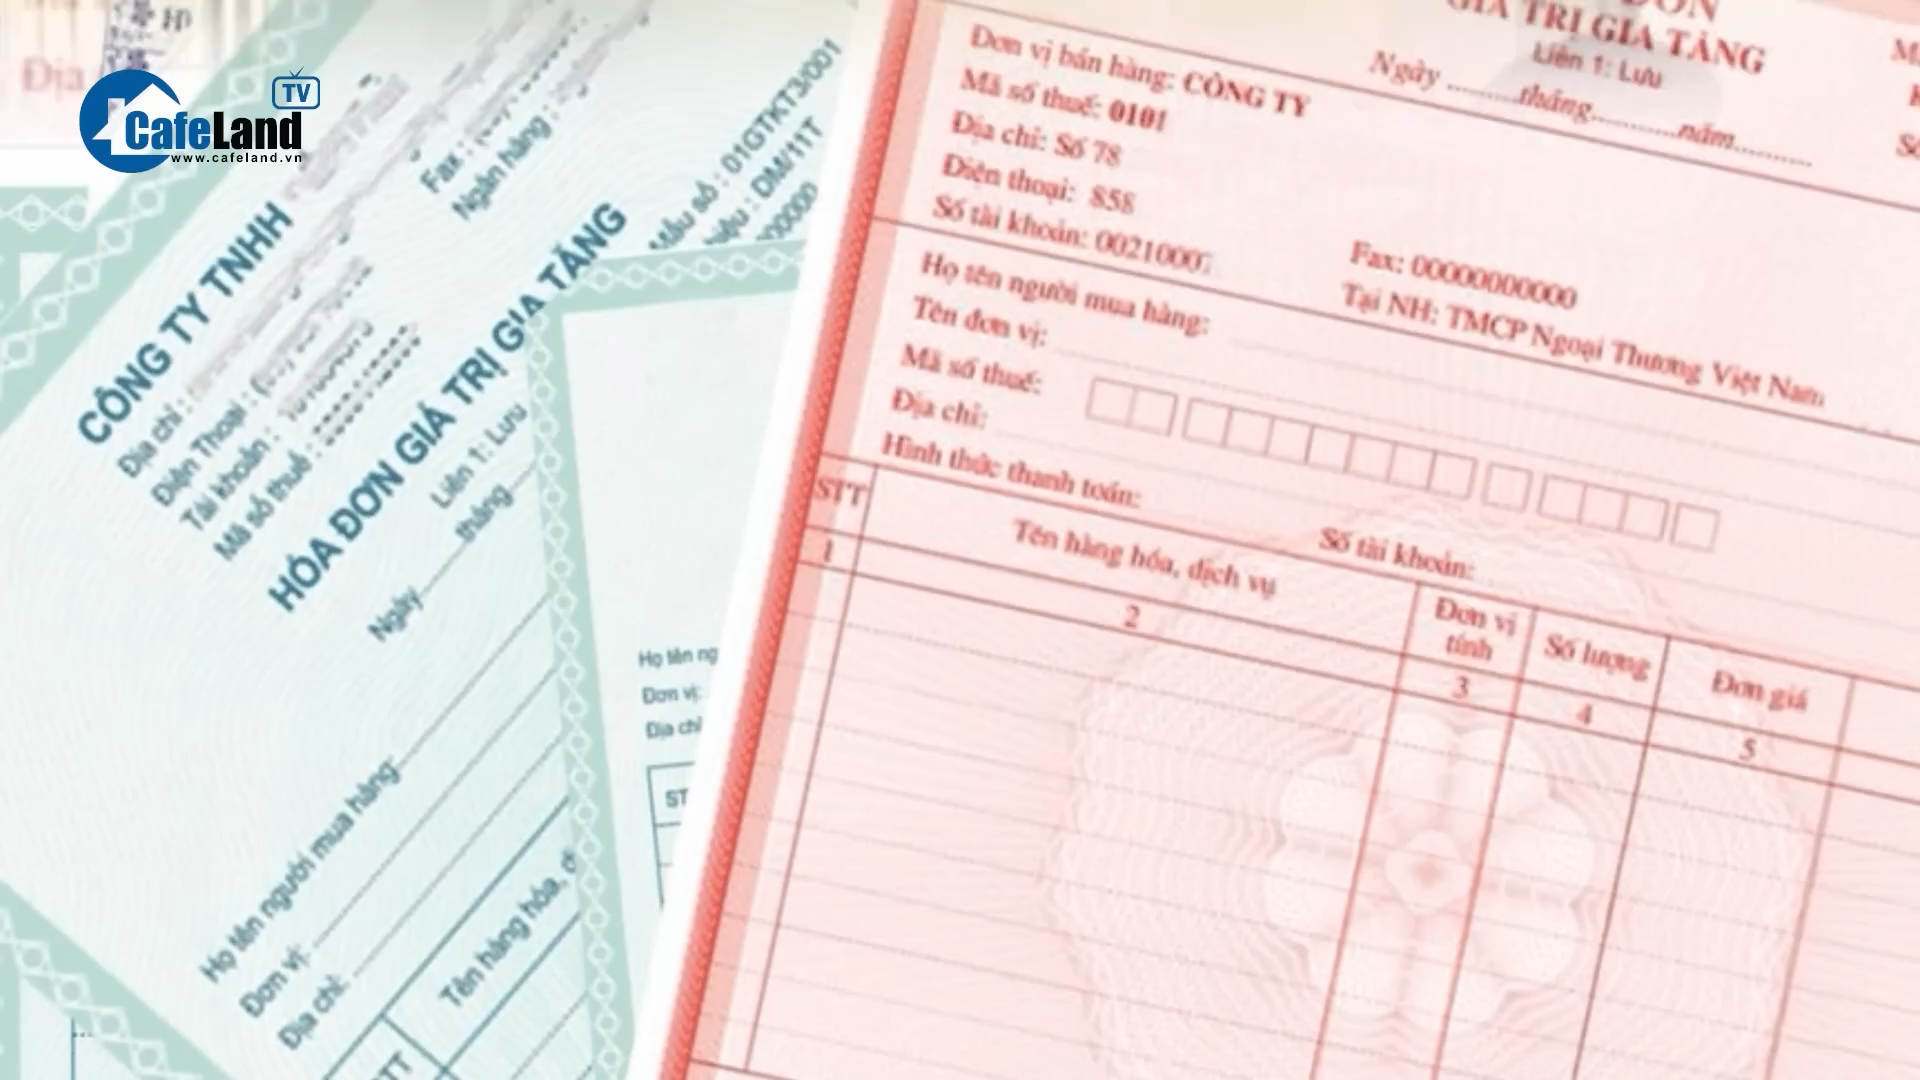 Địa
TV
CafeLand
www.cafeland.vn
CÔNG TY TNHH
Địa chỉ :
Điện Thoại :
Tài khoản :
Mã số thuế :
Fax :
Ngân hàng :
HÓA ĐƠN GIÁ TRỊ GIA TĂNG
Liên 1: Lưu
Ngày
tháng
Mẫu số : 01GTKT3/001
hiệu : DM/11T
Họ tên người mua hàng:
Đơn vị:
Địa chỉ:
Tên hàng hóa,
Họ tên ng
Đơn vị:
Địa chỉ
ST
GIÁ TRỊ GIA TĂNG
Liên 1: Lưu
Ngày ..........tháng............năm..........
Đơn vị bán hàng: CÔNG TY
Mã số thuế: 0101
Địa chỉ: Số 78
Điện thoại: 858
Fax: 00000000000
Số tài khoản: 0021000
Tại NH: TMCP Ngoại Thương Việt Nam
Họ tên người mua hàng:
Tên đơn vị:
Mã số thuế:
Địa chỉ:
Hình thức thanh toán:
Số tài khoản:
STT
Tên hàng hóa, dịch vụ
Đơn vị
tính
Số lượng
Đơn giá
1
2
3
4
5